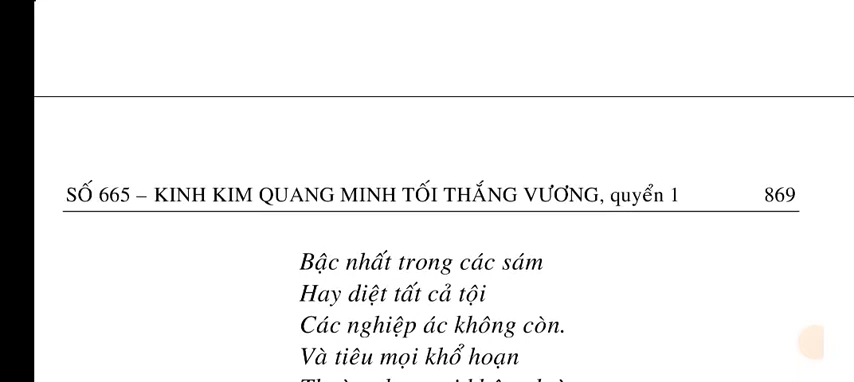 SỐ 665 – KINH KIM QUANG MINH TỐI THẮNG VƯƠNG, quyển 1 869
Bậc nhất trong các sám
Hay diệt tất cả tội
Các nghiệp ác không còn.
Và tiêu mọi khổ hoạn